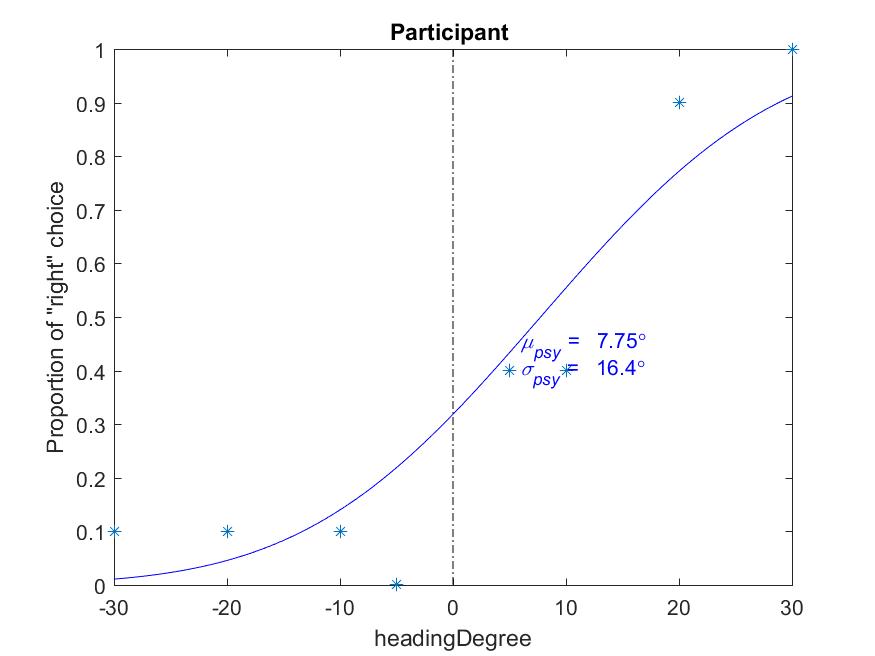 Participant
1
0.9
0.8
0.7
0.6
0.5
0.4
0.3
0.2
0.1
0
Proportion of "right" choice
μpsy = 7.75°
σpsy = 16.4°
-30 -20 -10 0 10 20 30
headingDegree